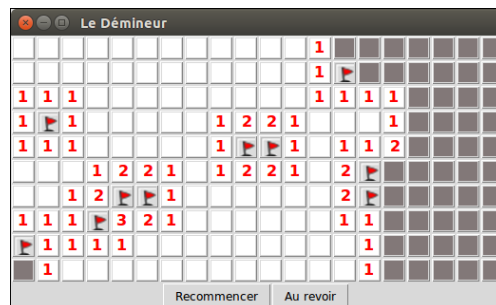 Le Démineur
1
1
1 1 1 1 1 1 1
1 1 1 2 2 1 1
1 1 1 1 1 1 1 2
1 2 2 1 1 2 2 1 2
1 2 1 2
1 1 1 3 2 1 1 1
1 1 1 1 1
1 1
Recommencer Au revoir